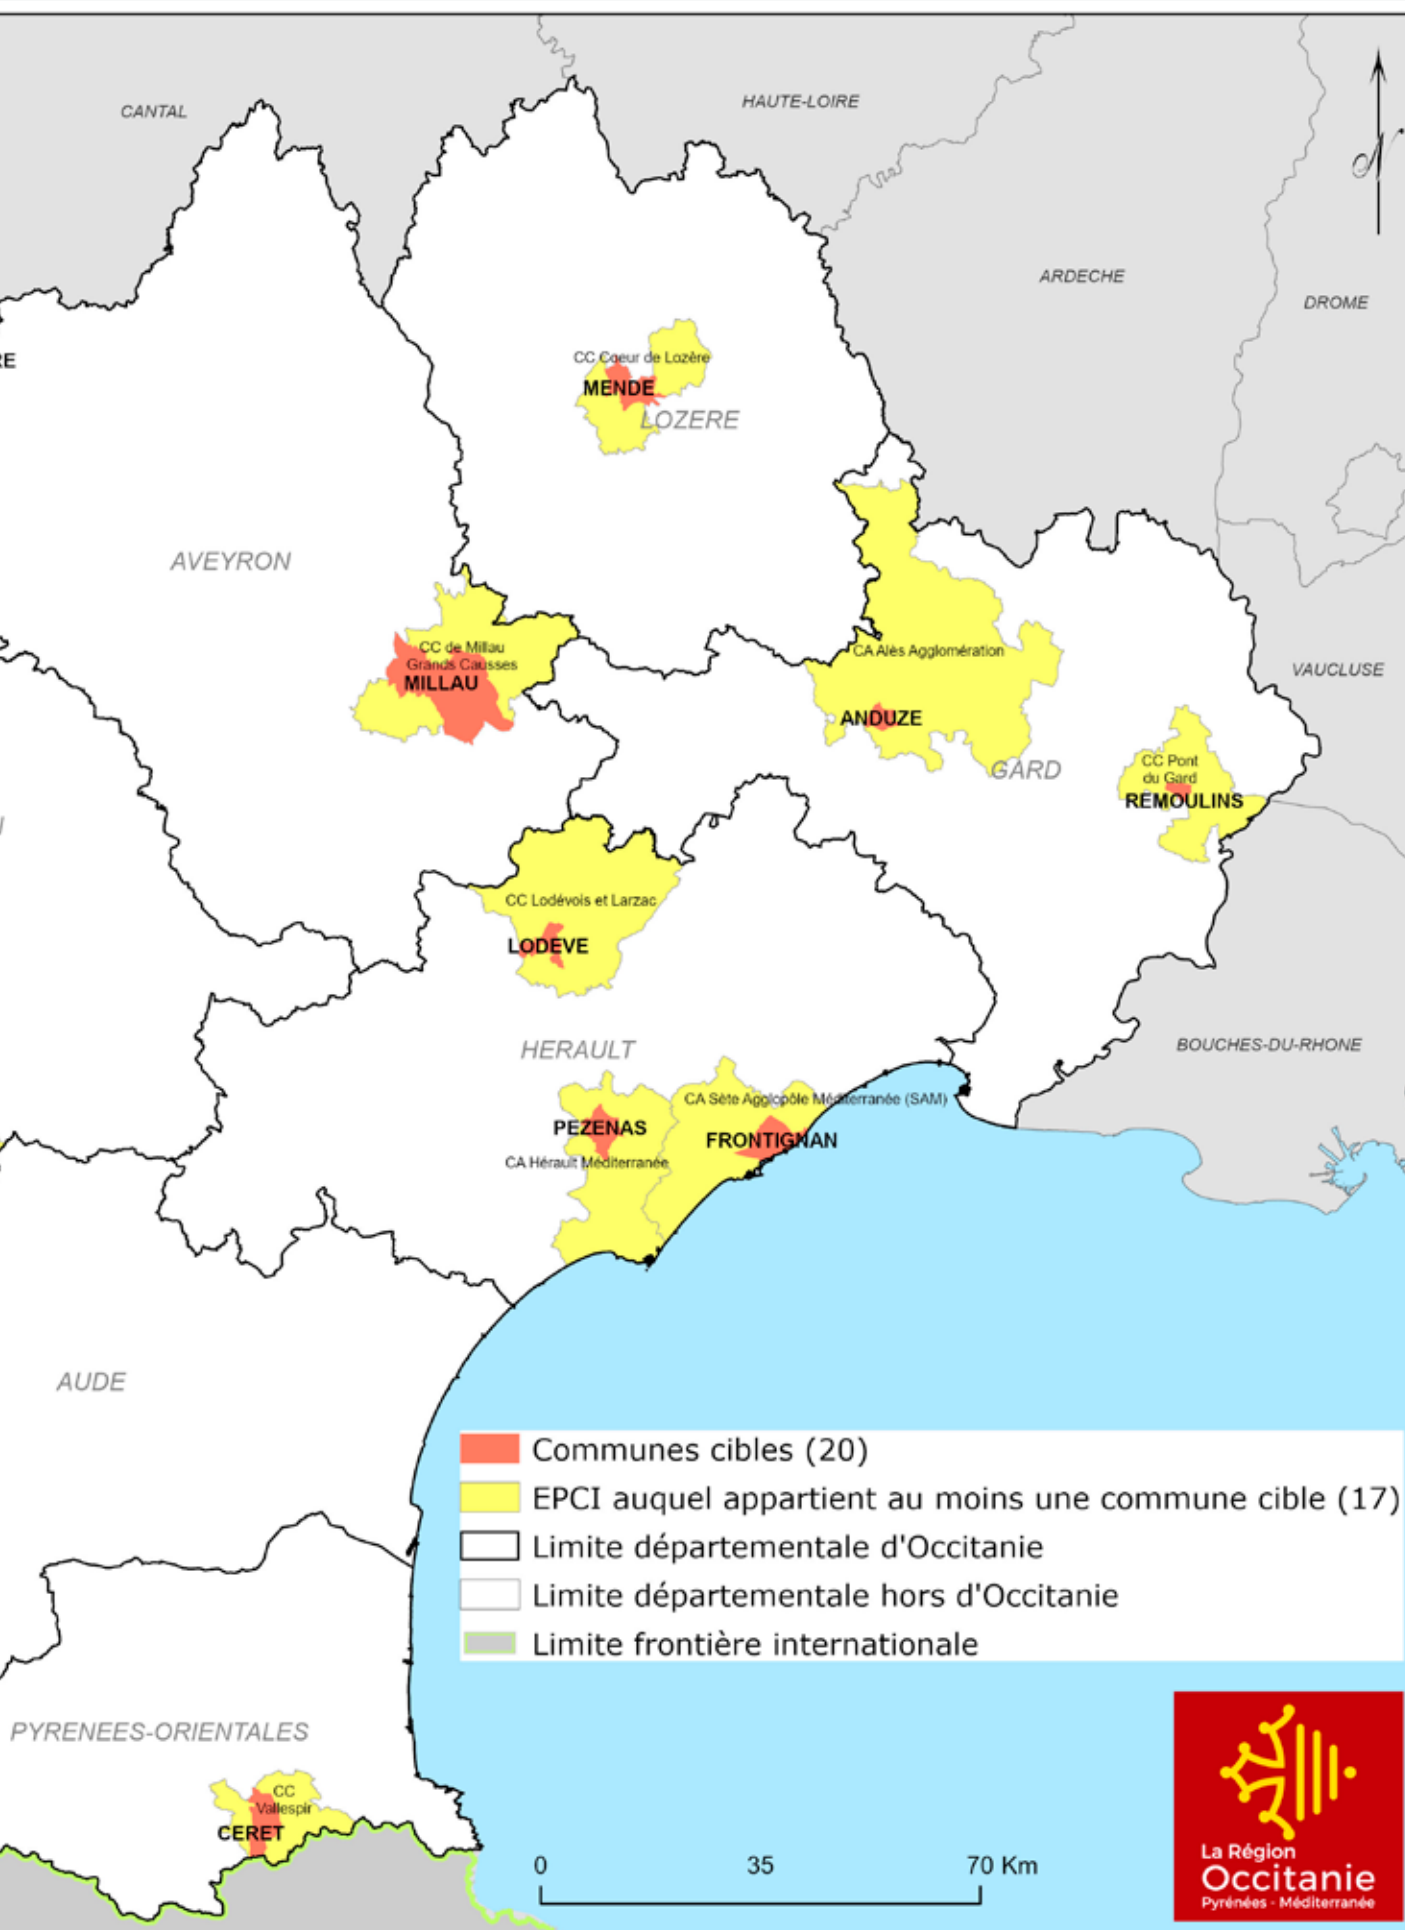 CANTAL
HAUTE-LOIRE
N
ARDECHE
DROME
RE
CC Coeur de Lozère
MENDE
LOZERE
AVEYRON
CC de Millau
Grands Causses
MILLAU
CA Alès Agglomération
ANDUZE
GARD
VAUCLUSE
CC Pont
du Gard
REMOULINS
CC Lodévois et Larzac
LODEVE
HERAULT
BOUCHES-DU-RHONE
CA Sète Agglopôle Méditerranée (SAM)
PEZENAS
FRONTIGNAN
CA Hérault Méditerranée
AUDE
Communes cibles (20)
EPCI auquel appartient au moins une commune cible (17)
Limite départementale d'Occitanie
Limite départementale hors d'Occitanie
Limite frontière internationale
PYRENEES-ORIENTALES
CC
Vallespir
CERET
0 35 70 Km
La Région
Occitanie
Pyrénées - Méditerranée